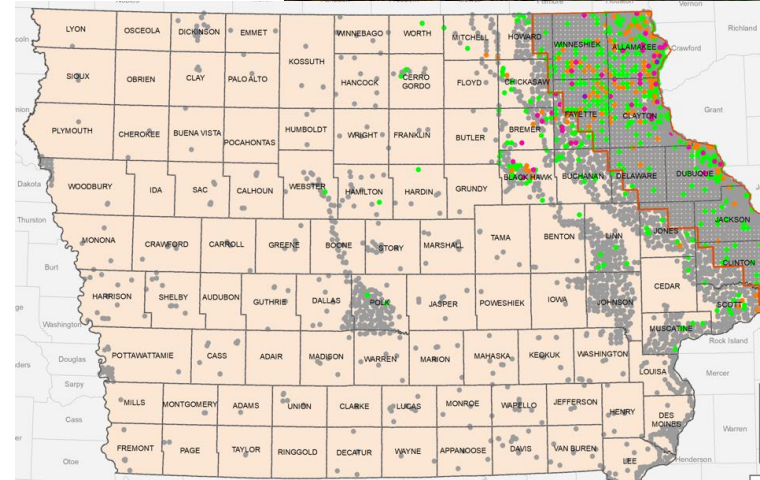 Vernon
Richland
Crawford
Grant
LYON
OSCEOLA
DICKINSON
EMMET
WINNEBAGO
WORTH
MITCHELL
HOWARD
WINNESHIEK
ALLAMAKEE
KOSSUTH
SIOUX
OBRIEN
CLAY
PALO ALTO
HANCOCK
CERRO
GORDO
FLOYD
CHICKASAW
PLYMOUTH
CHEROKEE
BUENA VISTA
POCAHONTAS
HUMBOLDT
WRIGHT
FRANKLIN
BUTLER
BREMER
FAYETTE
CLAYTON
Dakota
WOODBURY
IDA
SAC
CALHOUN
WEBSTER
HAMILTON
HARDIN
GRUNDY
BLACK HAWK
BUCHANAN
DELAWARE
DUBUQUE
Thurston
MONONA
CRAWFORD
CARROLL
GREENE
BOONE
STORY
MARSHALL
TAMA
BENTON
LINN
JONES
JACKSON
Burt
HARRISON
SHELBY
AUDUBON
GUTHRIE
DALLAS
POLK
JASPER
POWESHIEK
IOWA
JOHNSON
CEDAR
CLINTON
SCOTT
Washington
MUSCATINE
Rock Island
Douglas
POTTAWATTAMIE
CASS
ADAIR
MADISON
WARREN
MARION
MAHASKA
KEOKUK
WASHINGTON
LOUISA
Mercer
Sarpy
MILLS
MONTGOMERY
ADAMS
UNION
CLARKE
LUCAS
MONROE
WAPELLO
JEFFERSON
HENRY
DES
MOINES
Warren
Cass
FREMONT
PAGE
TAYLOR
RINGGOLD
DECATUR
WAYNE
APPANOOSE
DAVIS
VAN BUREN
LEE
Henderson
Otoe